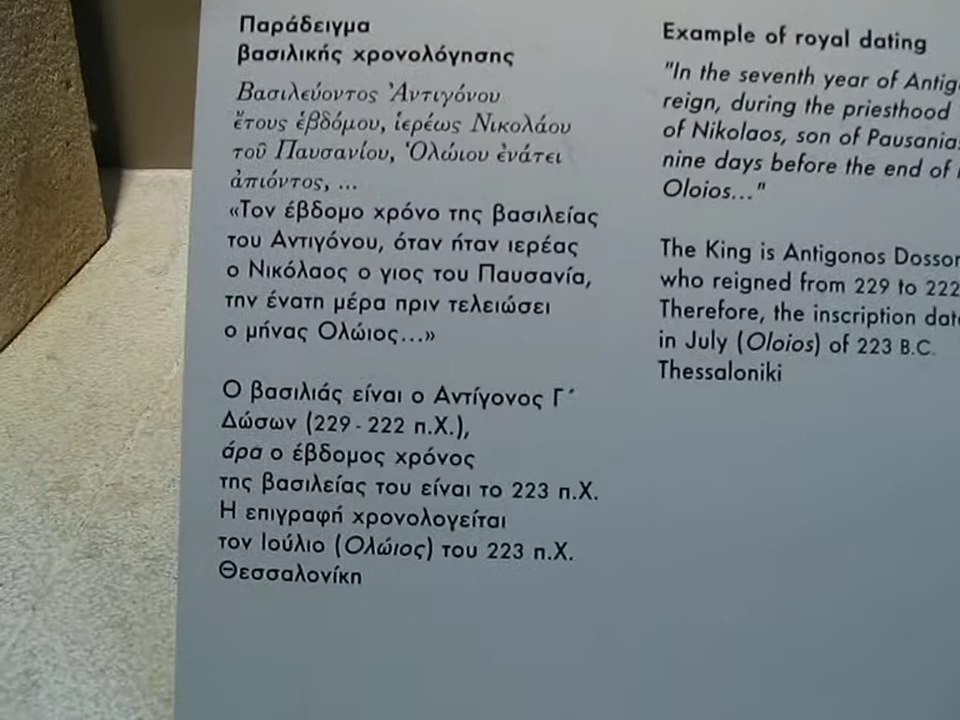 Παράδειγμα
βασιλικής χρονολόγησης
Βασιλεύοντος Ἀντιγόνου
ἔτους ἑβδόμου, ἱερέως Νικολάου
τοῦ Παυσανίου, Ὀλώιου ἐνάτει
ἀπιόντος, ...
«Τον έβδομο χρόνο της βασιλείας
του Αντιγόνου, όταν ήταν ιερέας
ο Νικόλαος ο γιος του Παυσανία,
την ένατη μέρα πριν τελειώσει
ο μήνας Ολώιος...»
Ο βασιλιάς είναι ο Αντίγονος Γ΄
Δώσων (229 - 222 π.Χ.),
άρα ο έβδομος χρόνος
της βασιλείας του είναι το 223 π.Χ.
Η επιγραφή χρονολογείται
τον Ιούλιο (Ολώιος) του 223 π.Χ.
Θεσσαλονίκη
Example of royal dating
"In the seventh year of
reign, during the priesthood
of Nikolaos, son of
nine days before the end of
Oloios..."
The King is Antigonos
who reigned from 229 to 222
Therefore, the inscription
in July (Oloios) of 223 B.C.
Thessaloniki